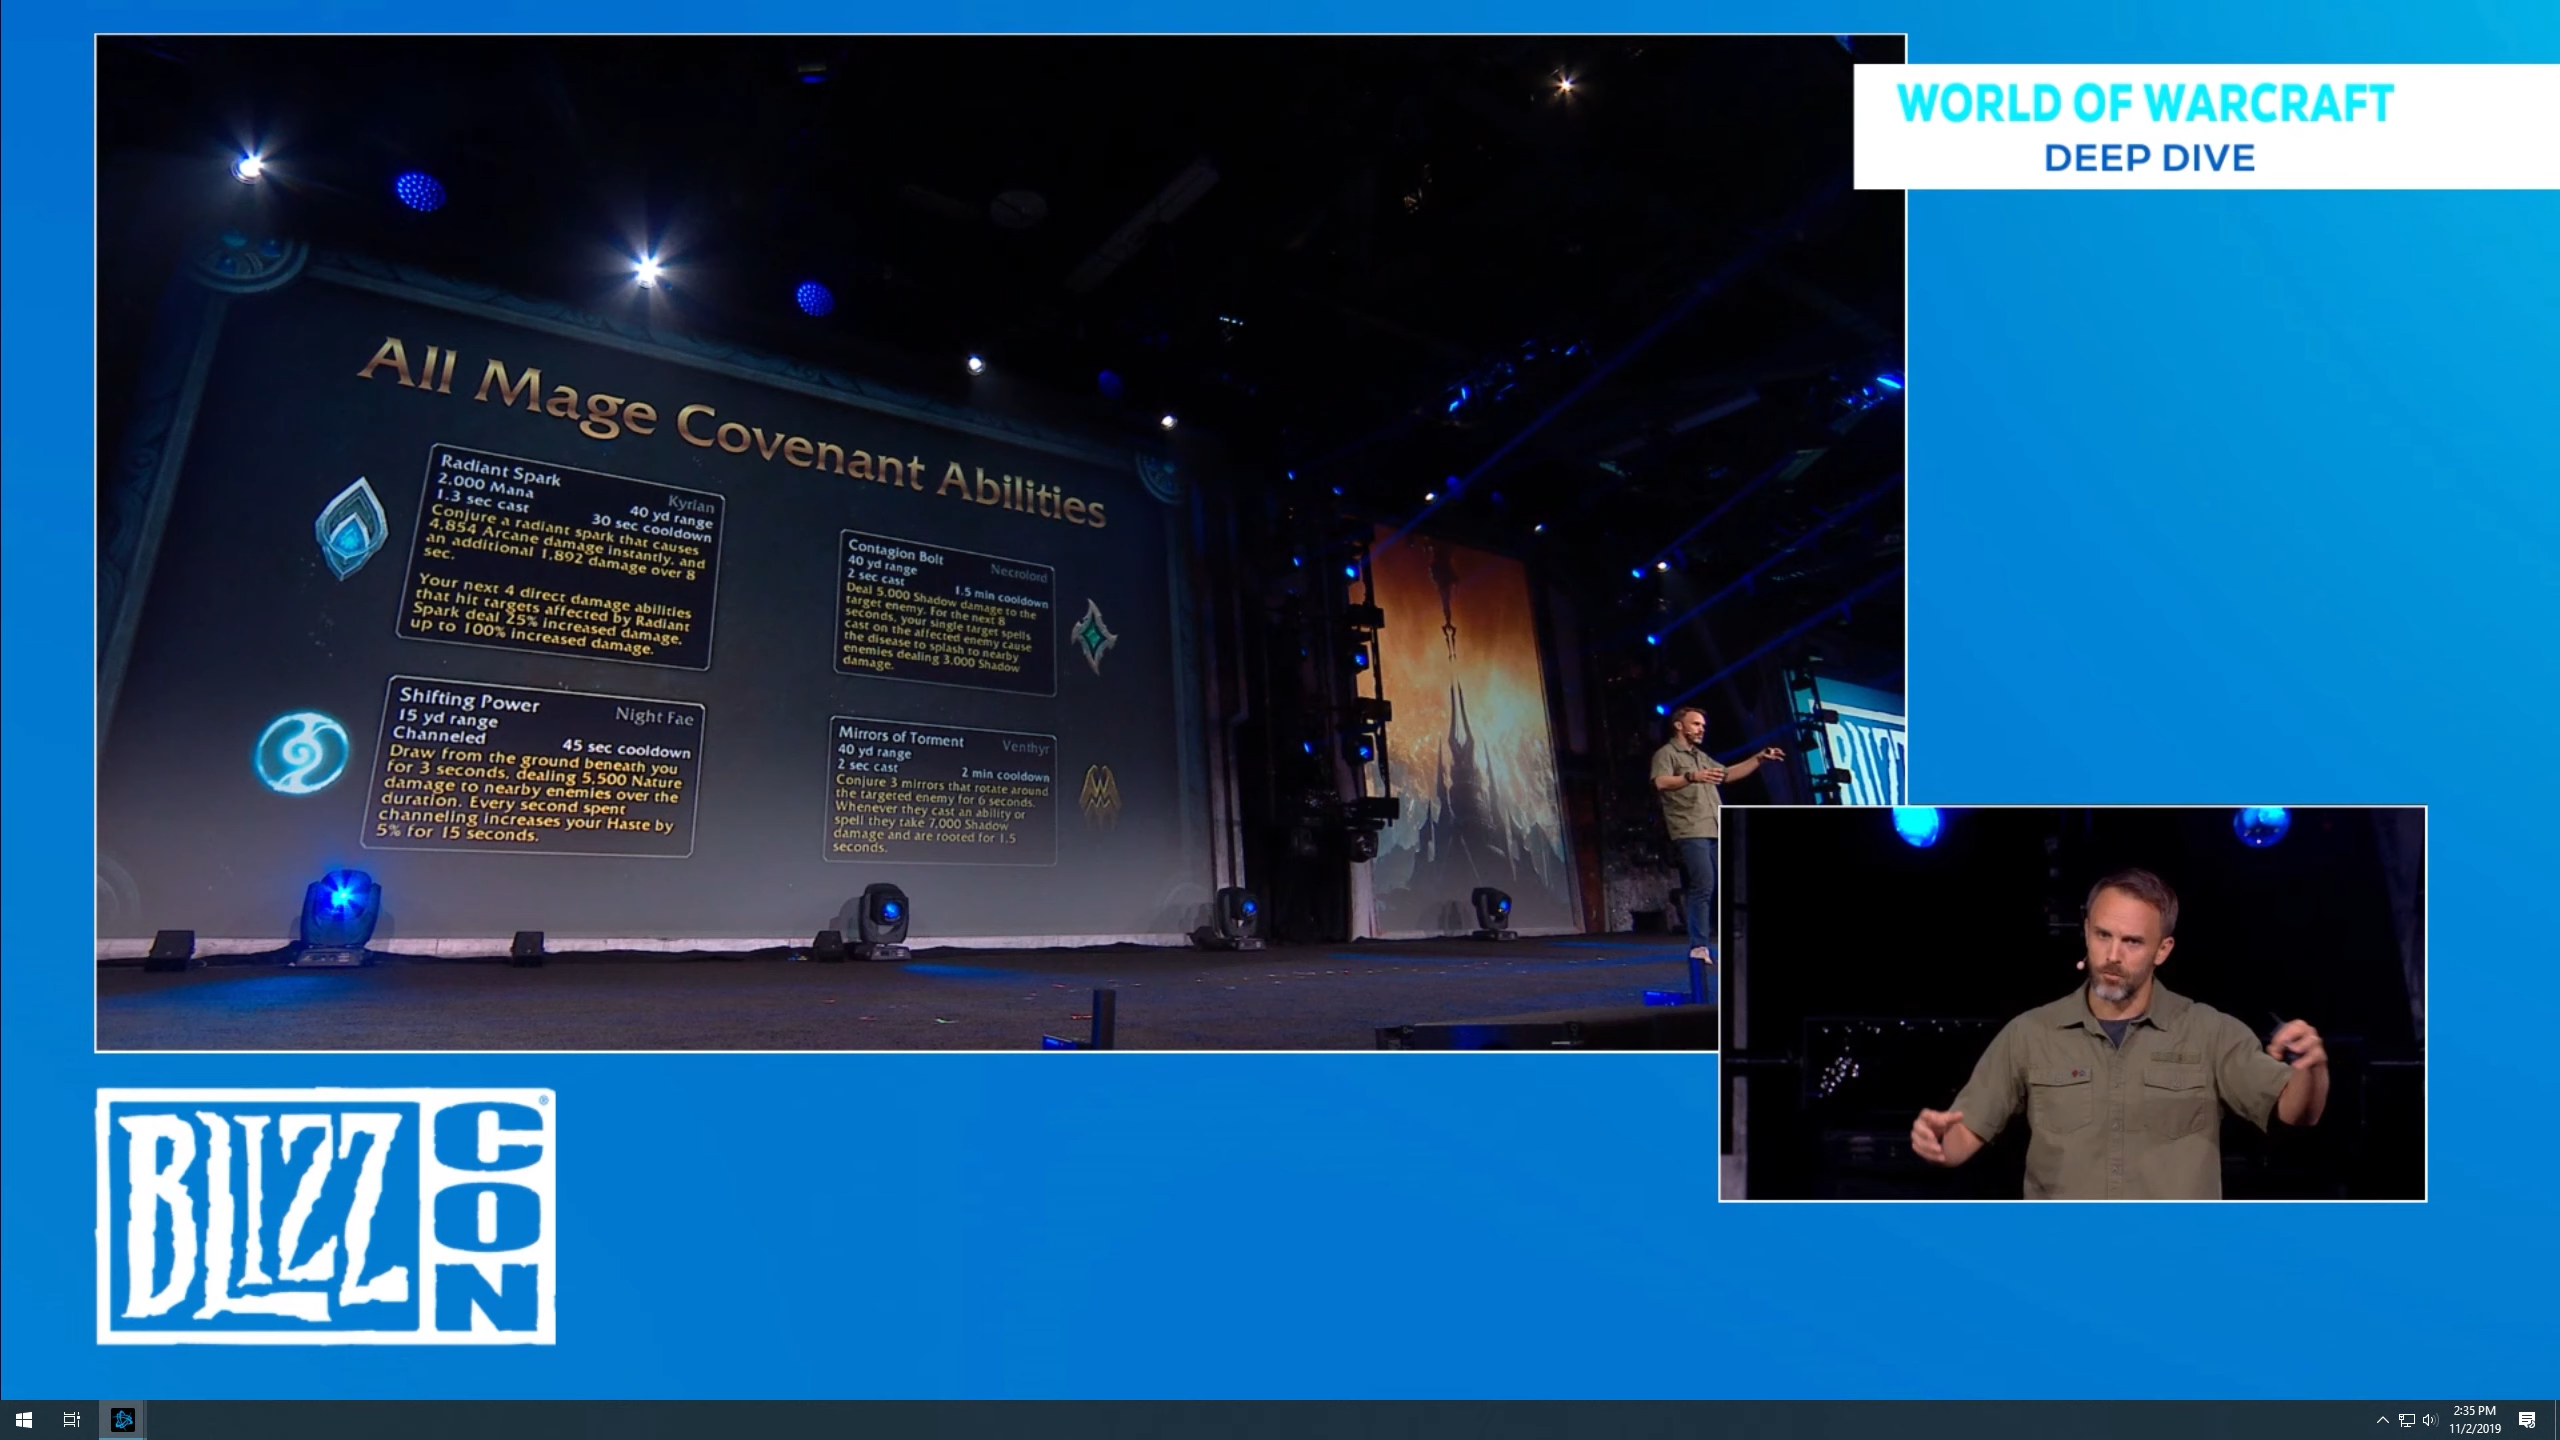 WORLD OF WARCRAFT
DEEP DIVE
All Mage Covenant Abilities
Radiant Spark
Kyrian
2,000 Mana
40 yd range
1.3 sec cast
30 sec cooldown
Conjure a radiant spark that causes
4,854 Arcane damage instantly, and
an additional 1,892 damage over 8
sec.
Your next 4 direct damage abilities
that hit targets affected by Radiant
Spark deal 25% increased damage,
up to 100% increased damage.
Contagion Bolt
Necrolord
40 yd range
2 sec cast
1.5 min cooldown
Deal 5,000 Shadow damage to the
target enemy. For the next 8
seconds, your single target spells
cast on the affected enemy cause
the disease to splash to nearby
enemies dealing 3,000 Shadow
damage.
Shifting Power
Night Fae
15 yd range
Channeled
45 sec cooldown
Draw from the ground beneath you
for 3 seconds, dealing 5,500 Nature
damage to nearby enemies over the
duration. Every second spent
channeling increases your Haste by
5% for 15 seconds.
Mirrors of Torment
Venthyr
40 yd range
2 sec cast
2 min cooldown
Conjure 3 mirrors that rotate around
the targeted enemy for 6 seconds.
Whenever they cast an ability or
spell they take 7,000 Shadow
damage and are rooted for 1.5
seconds.
BLIZZ
BLIZZ
CON
®
2:35 PM
11/2/2019